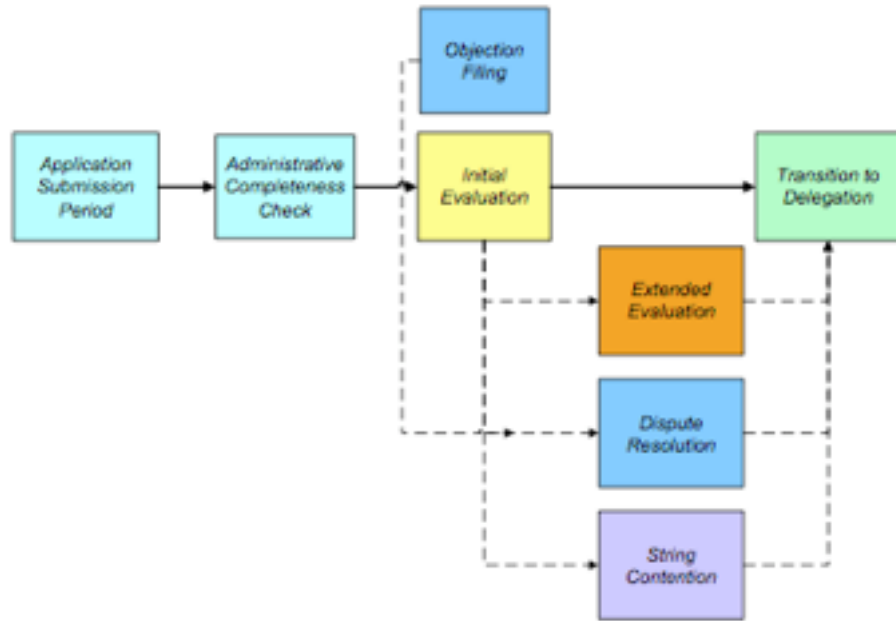 Objection
Filing
Application
Submission
Period
Administrative
Completeness
Check
Initial
Evaluation
Transition to
Delegation
Extended
Evaluation
Dispute
Resolution
String
Contention